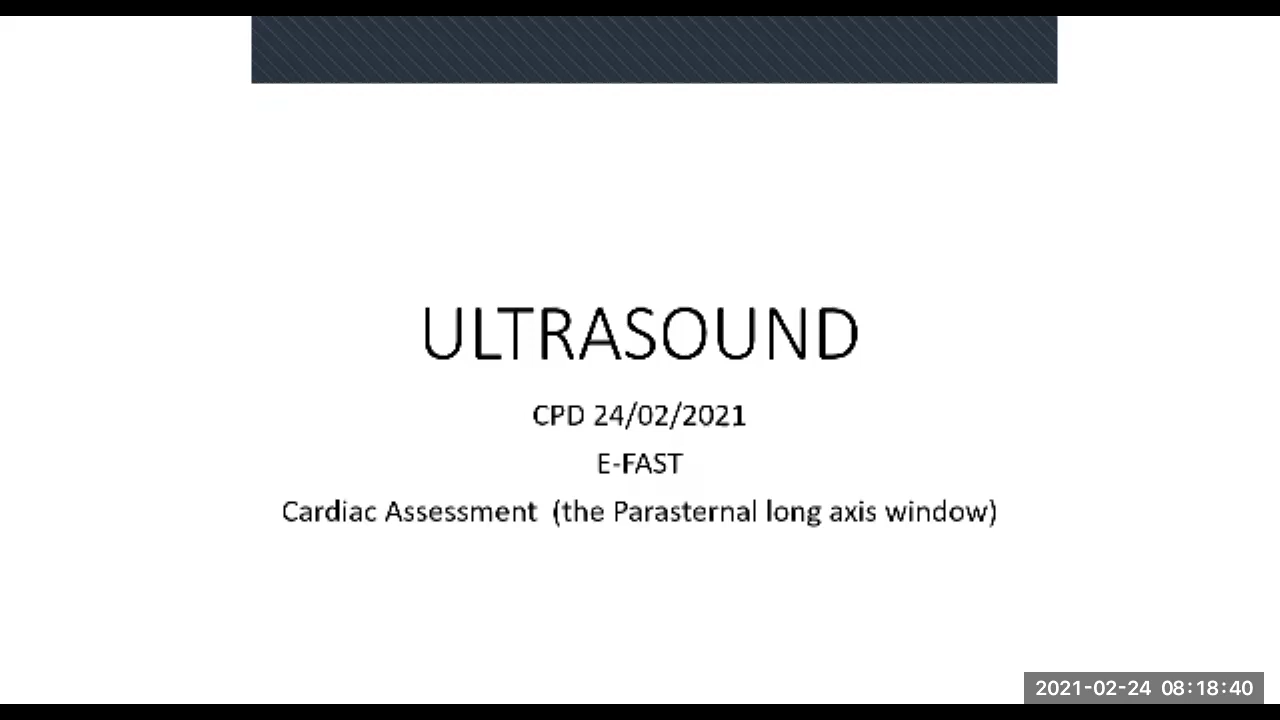 ULTRASOUND
CPD 24/02/2021
E-FAST
Cardiac Assessment (the Parasternal long axis window)
2021-02-24 08:18:40